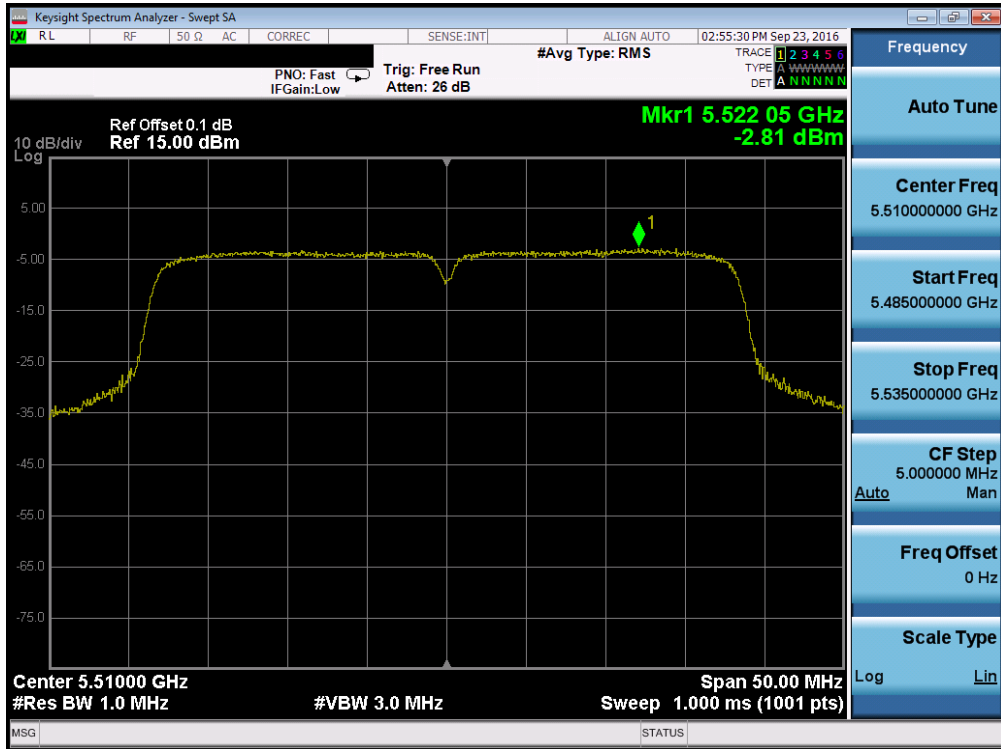 Keysight Spectrum Analyzer - Swept SA
LXI RL RF 50 Ω AC CORREC SENSE:INT ALIGN AUTO 02:55:30 PM Sep 23, 2016
PNO: Fast
IFGain:Low
Trig: Free Run
Atten: 26 dB
#Avg Type: RMS
TRACE 1 2 3 4 5 6
TYPE A WWWWW
DET A N N N N N
Mkr1 5.522 05 GHz
-2.81 dBm
Ref Offset 0.1 dB
10 dB/div Ref 15.00 dBm
Log
1
5.00
-5.00
-15.0
-25.0
-35.0
-45.0
-55.0
-65.0
-75.0
Center 5.51000 GHz Span 50.00 MHz
#Res BW 1.0 MHz #VBW 3.0 MHz Sweep 1.000 ms (1001 pts)
MSG STATUS
Frequency
Auto Tune
Center Freq
5.510000000 GHz
Start Freq
5.485000000 GHz
Stop Freq
5.535000000 GHz
CF Step
5.000000 MHz
Auto Man
Freq Offset
0 Hz
Scale Type
Log Lin